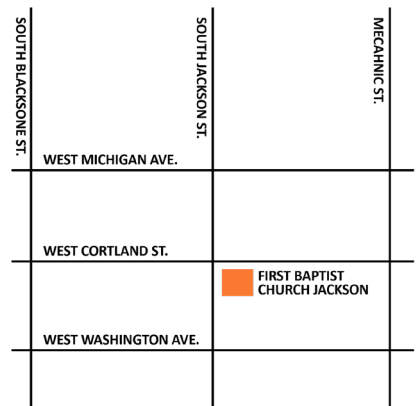 SOUTH BLACKSONE ST.
SOUTH JACKSON ST.
MECAHNIC ST.
WEST MICHIGAN AVE.
WEST CORTLAND ST.
FIRST BAPTIST
CHURCH JACKSON
WEST WASHINGTON AVE.